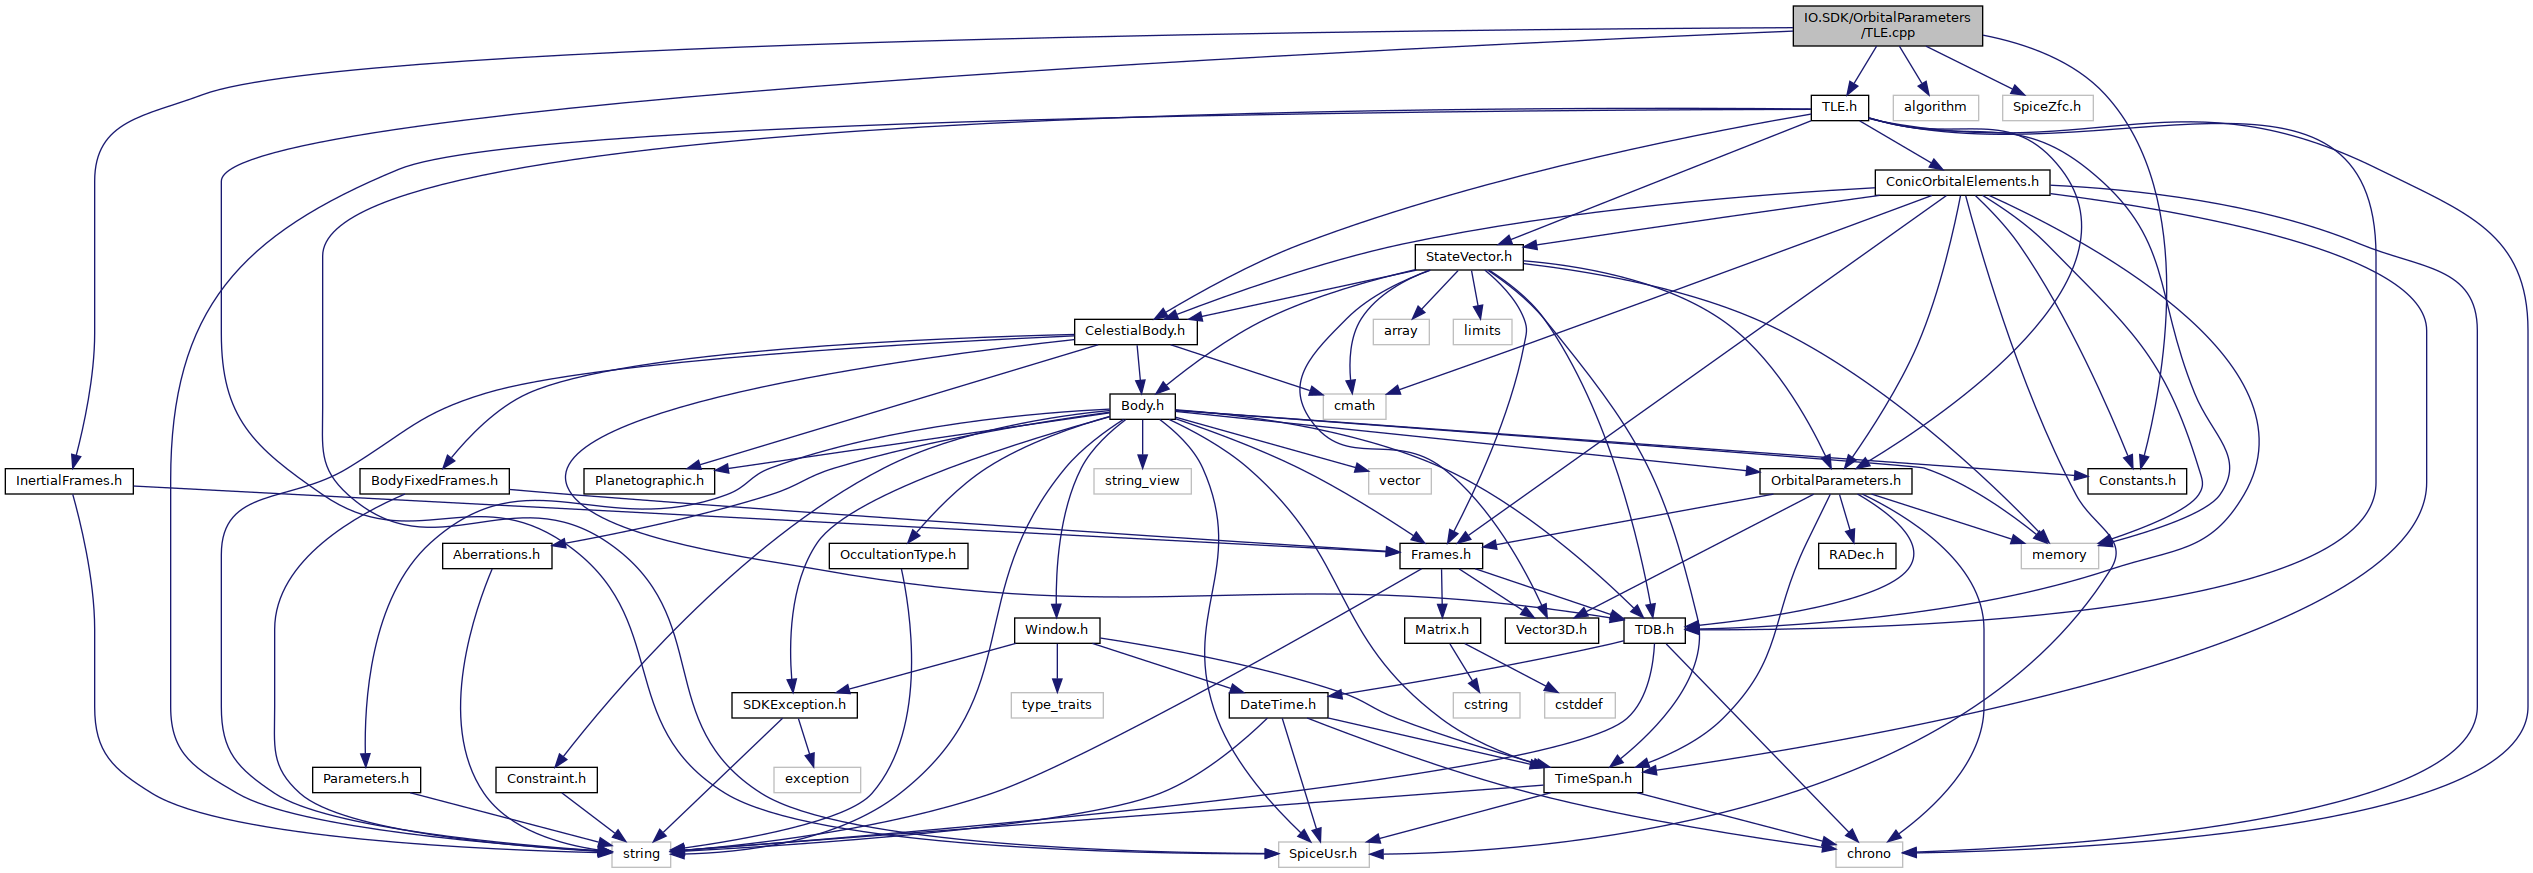 IO.SDK/OrbitalParameters
/TLE.cpp
TLE.h
algorithm
SpiceZfc.h
ConicOrbitalElements.h
StateVector.h
CelestialBody.h
array
limits
Body.h
cmath
InertialFrames.h
BodyFixedFrames.h
Planetographic.h
string_view
vector
OrbitalParameters.h
Constants.h
Aberrations.h
OccultationType.h
Frames.h
RADec.h
memory
Window.h
Matrix.h
Vector3D.h
TDB.h
SDKException.h
type_traits
DateTime.h
cstring
cstddef
Parameters.h
Constraint.h
exception
TimeSpan.h
string
SpiceUsr.h
chrono